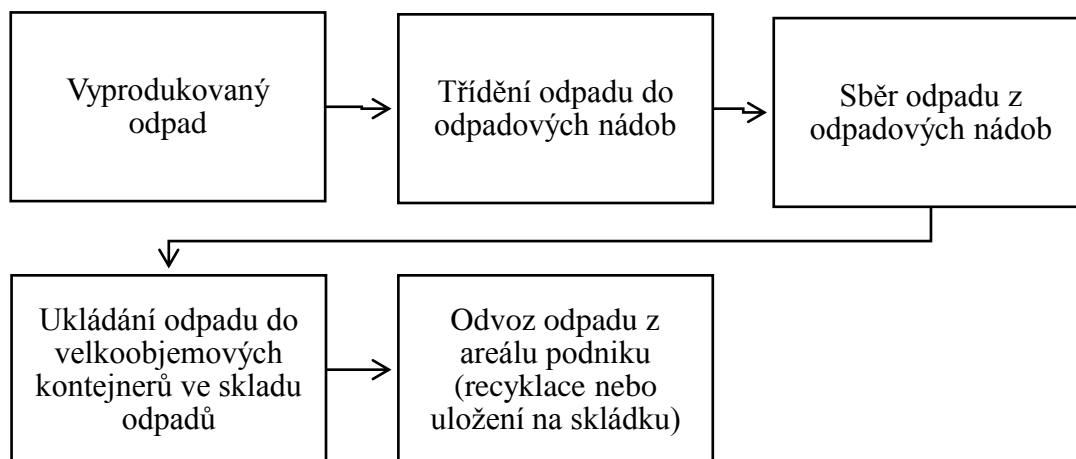 Vyprodukovaný
odpad
Třídění odpadu do
odpadových nádob
Sběr odpadu z
odpadových nádob
Ukládání odpadu do
velkoobjemových
kontejnerů ve skladu
odpadů
Odvoz odpadu z
areálu podniku
(recyklace nebo
uložení na skládku)